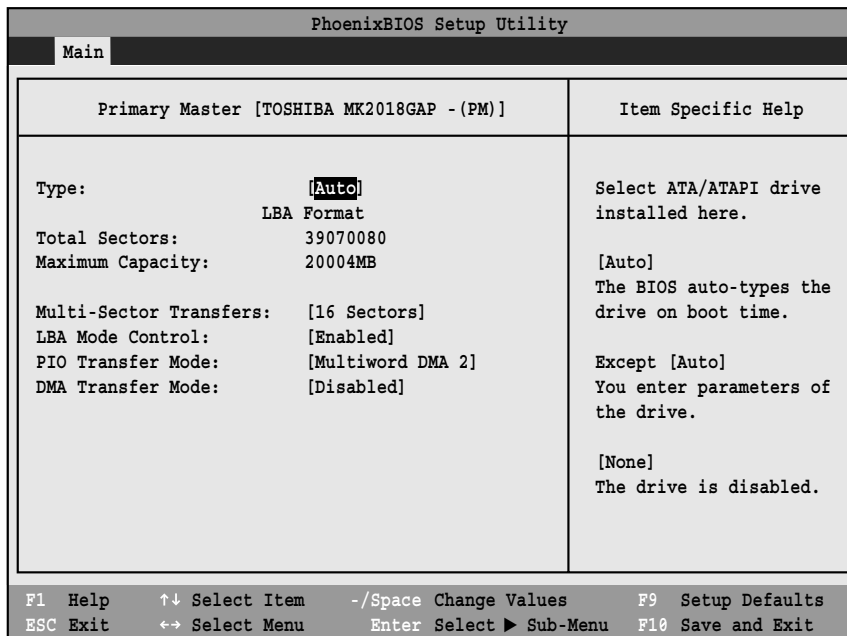 PhoenixBIOS Setup Utility
Main
Primary Master [TOSHIBA MK2018GAP -(PM)]
Item Specific Help
Type: [Auto]
LBA Format
Total Sectors: 39070080
Maximum Capacity: 20004MB
Multi-Sector Transfers: [16 Sectors]
LBA Mode Control: [Enabled]
PIO Transfer Mode: [Multiword DMA 2]
DMA Transfer Mode: [Disabled]
Select ATA/ATAPI drive
installed here.
[Auto]
The BIOS auto-types the
drive on boot time.
Except [Auto]
You enter parameters of
the drive.
[None]
The drive is disabled.
F1 Help ↑↓ Select Item -/Space Change Values F9 Setup Defaults
ESC Exit ←→ Select Menu Enter Select ▶ Sub-Menu F10 Save and Exit